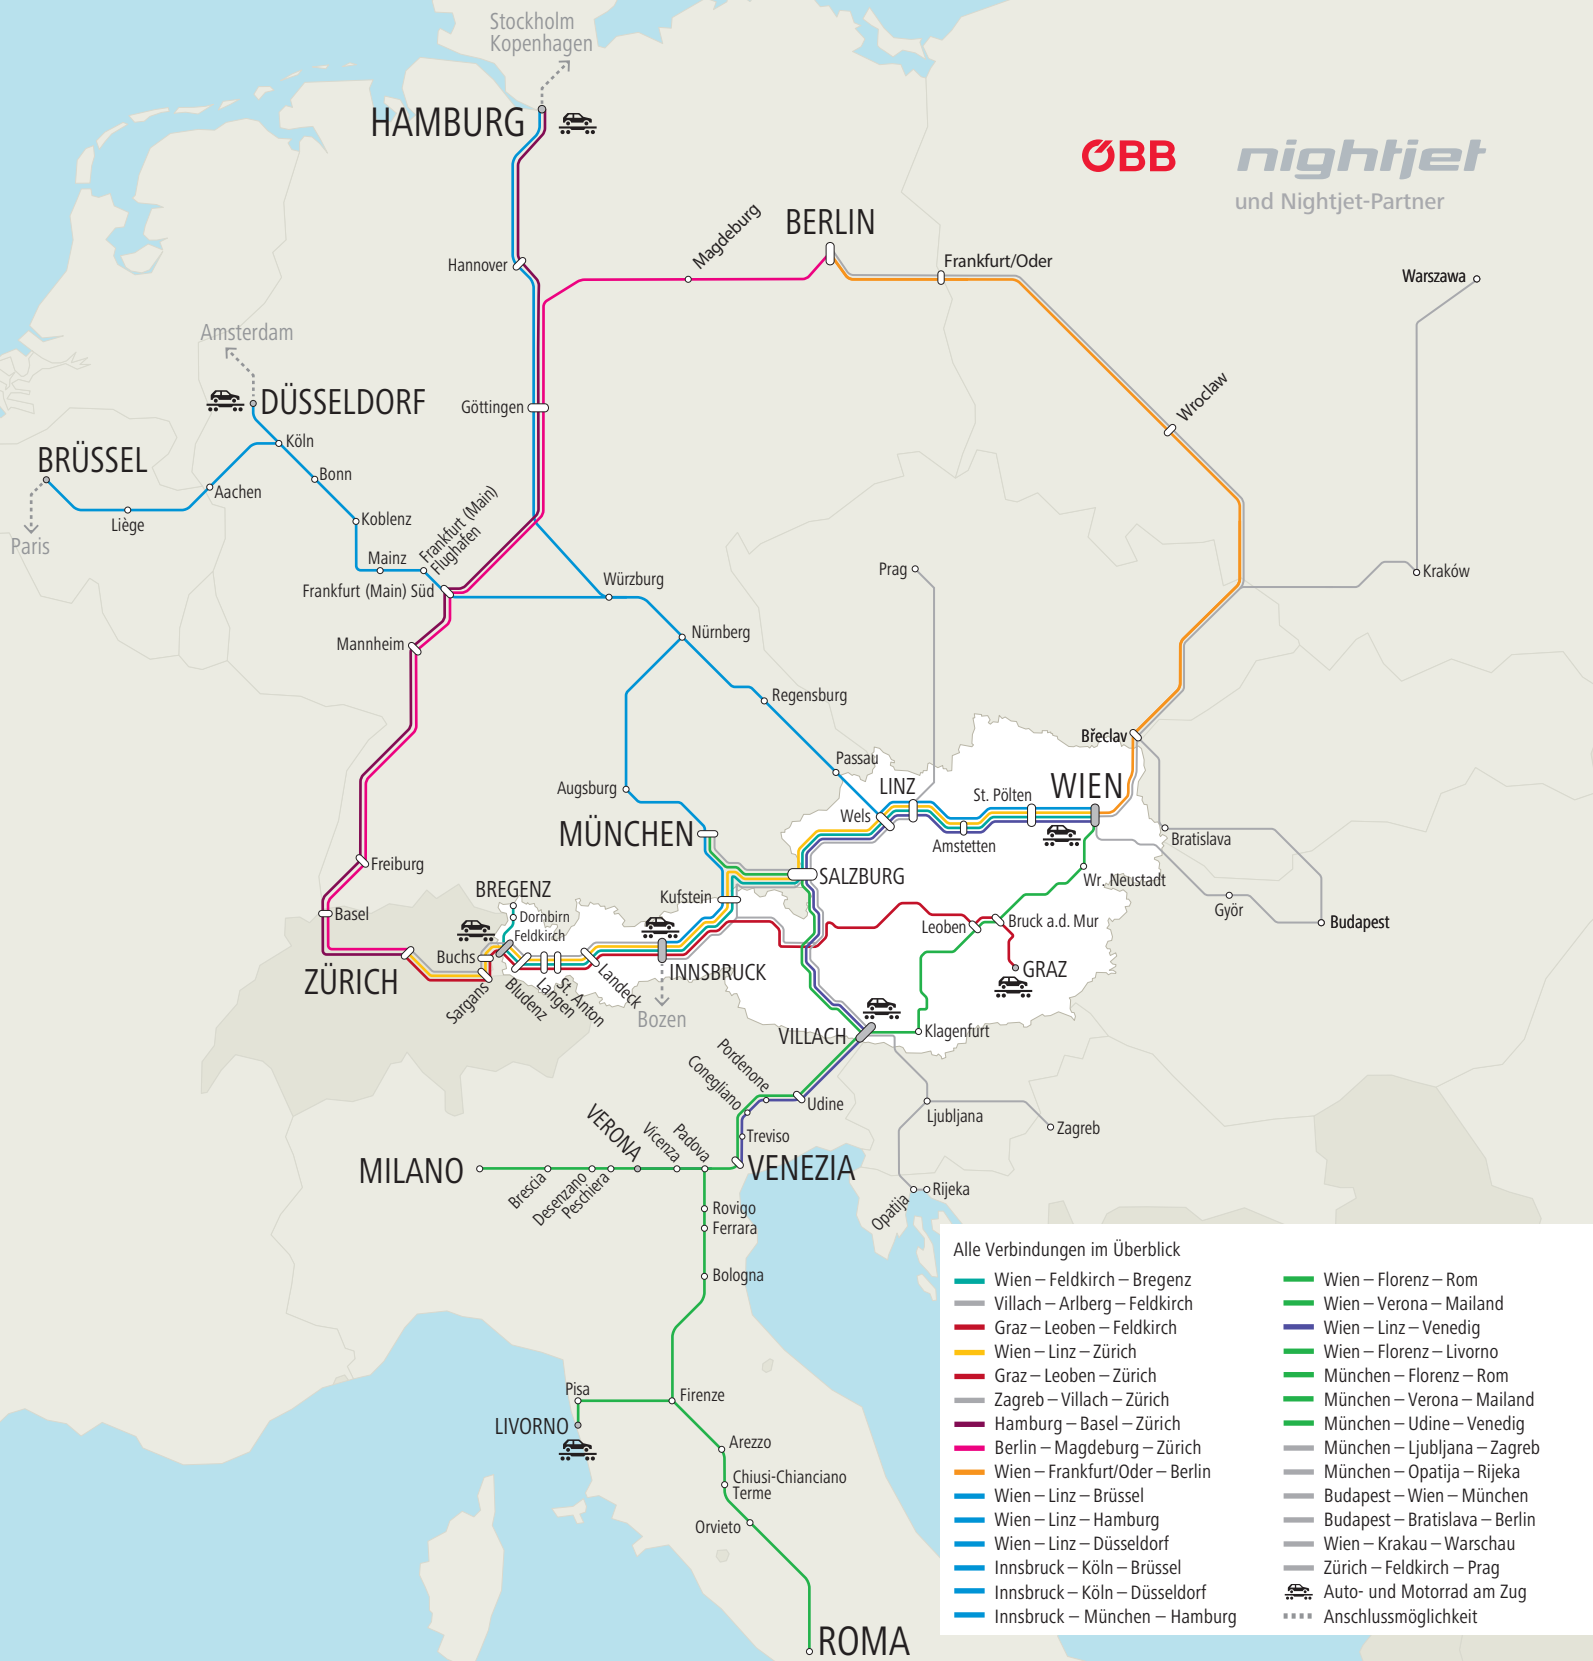 Stockholm
Kopenhagen
HAMBURG
ÖBB
nightjet
und Nightjet-Partner
BERLIN
Magdeburg
Hannover
Frankfurt/Oder
Warszawa
Amsterdam
DÜSSELDORF
Göttingen
Wroclaw
Köln
BRÜSSEL
Bonn
Aachen
Liège
Koblenz
Paris
Mainz
Frankfurt (Main)
Flughafen
Frankfurt (Main) Süd
Würzburg
Prag
Kraków
Mannheim
Nürnberg
Regensburg
Břeclav
Passau
Augsburg
LINZ
St. Pölten
WIEN
Wels
MÜNCHEN
Amstetten
Bratislava
Freiburg
SALZBURG
Wr. Neustadt
BREGENZ
Kufstein
Györ
Budapest
Basel
Dornbirn
Feldkirch
Leoben
Bruck a.d. Mur
Buchs
ZÜRICH
INNSBRUCK
GRAZ
Sargans
Bludenz
Langen
St. Anton
Landeck
Bozen
VILLACH
Klagenfurt
Pordenone
Conegliano
Udine
Ljubljana
Zagreb
VERONA
Vicenza
Padova
Treviso
MILANO
VENEZIA
Brescia
Desenzano
Peschiera
Opatija
Rijeka
Rovigo
Ferrara
Bologna
Pisa
Firenze
LIVORNO
Arezzo
Chiusi-Chianciano
Terme
Orvieto
ROMA
Alle Verbindungen im Überblick
Wien – Feldkirch – Bregenz
Villach – Arlberg – Feldkirch
Graz – Leoben – Feldkirch
Wien – Linz – Zürich
Graz – Leoben – Zürich
Zagreb – Villach – Zürich
Hamburg – Basel – Zürich
Berlin – Magdeburg – Zürich
Wien – Frankfurt/Oder – Berlin
Wien – Linz – Brüssel
Wien – Linz – Hamburg
Wien – Linz – Düsseldorf
Innsbruck – Köln – Brüssel
Innsbruck – Köln – Düsseldorf
Innsbruck – München – Hamburg
Wien – Florenz – Rom
Wien – Verona – Mailand
Wien – Linz – Venedig
Wien – Florenz – Livorno
München – Florenz – Rom
München – Verona – Mailand
München – Udine – Venedig
München – Ljubljana – Zagreb
München – Opatija – Rijeka
Budapest – Wien – München
Budapest – Bratislava – Berlin
Wien – Krakau – Warschau
Zürich – Feldkirch – Prag
Auto- und Motorrad am Zug
Anschlussmöglichkeit